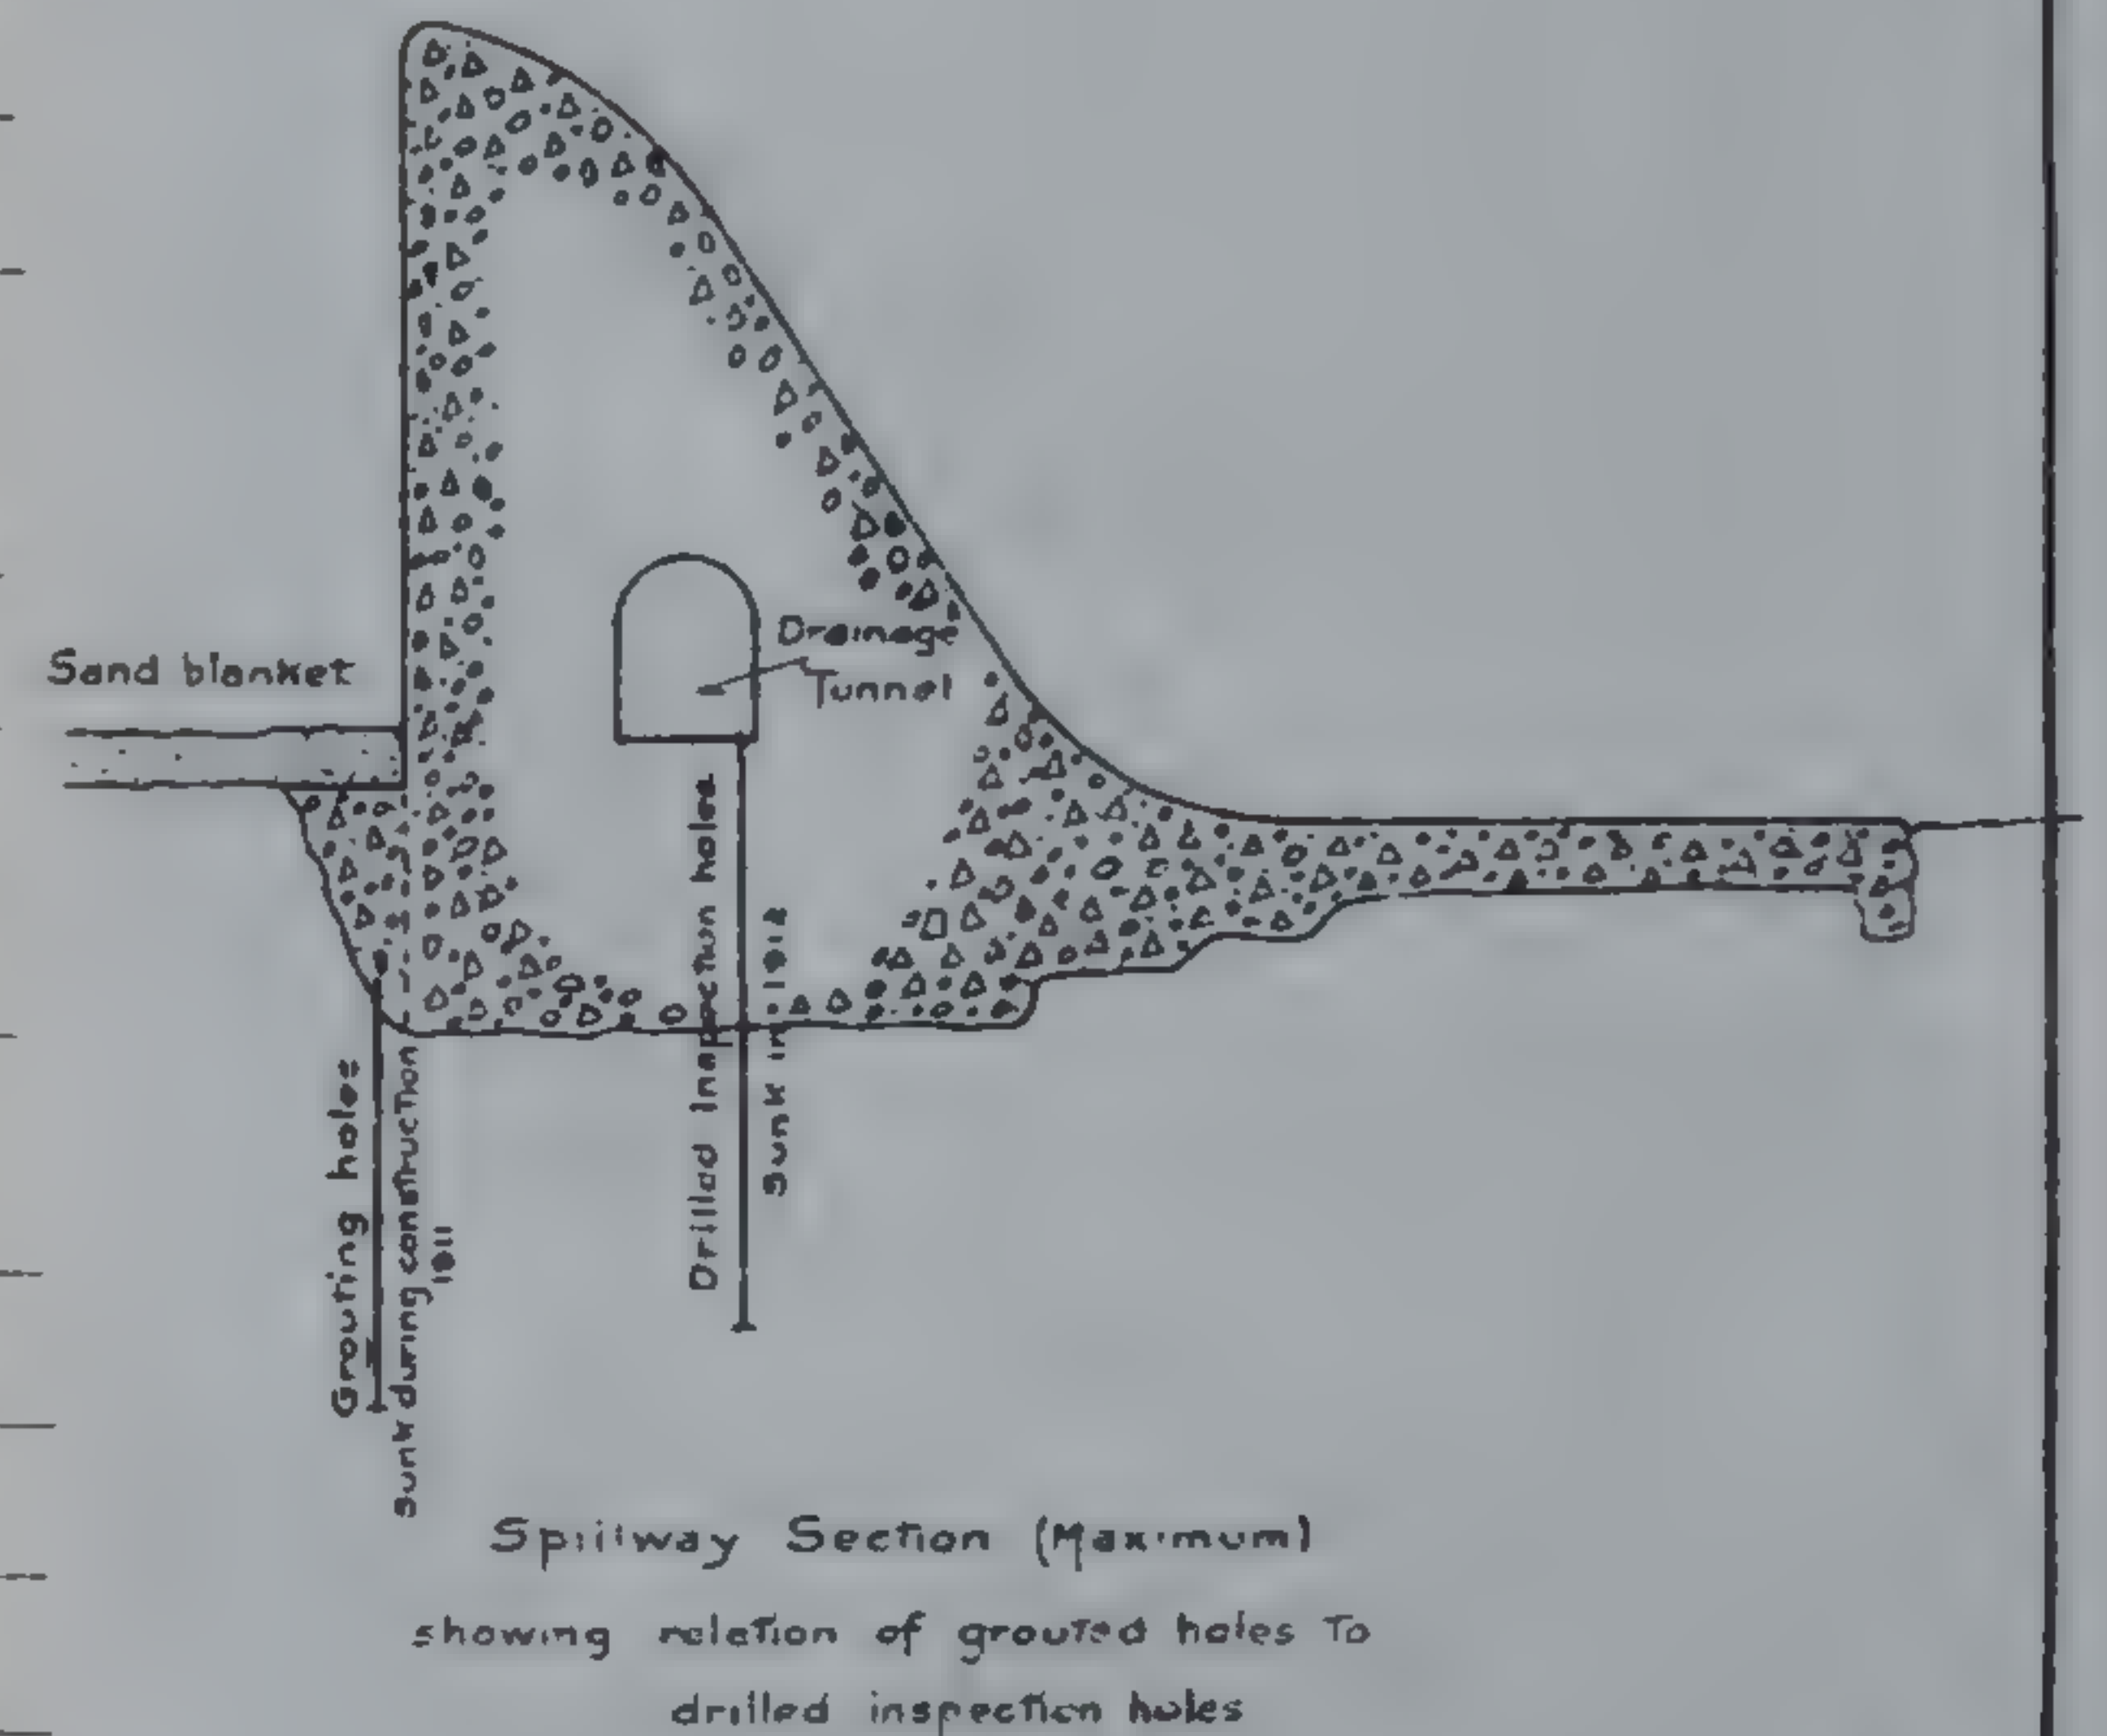 Sand blanket
Drainage
Tunnel
Drilled inspection holes
sunk in 1912
Grouting holes
sunk during construction
1911
Spillway Section (Maximum)
showing relation of grouted holes to
drilled inspection holes